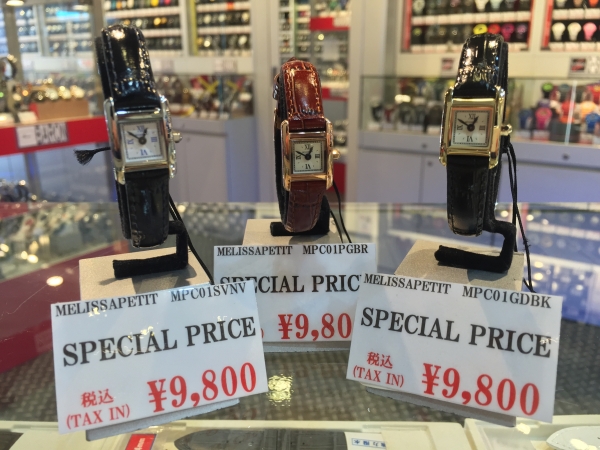 MELISSAPETIT MPC01SVNV
SPECIAL PRICE
税込
(TAX IN)
¥9,800
MELISSAPETIT MPC01PGBR
SPECIAL PRIC
¥9,80
MELISSAPETIT MPC01GDBK
SPECIAL PRICE
税込
(TAX IN)
¥9,800